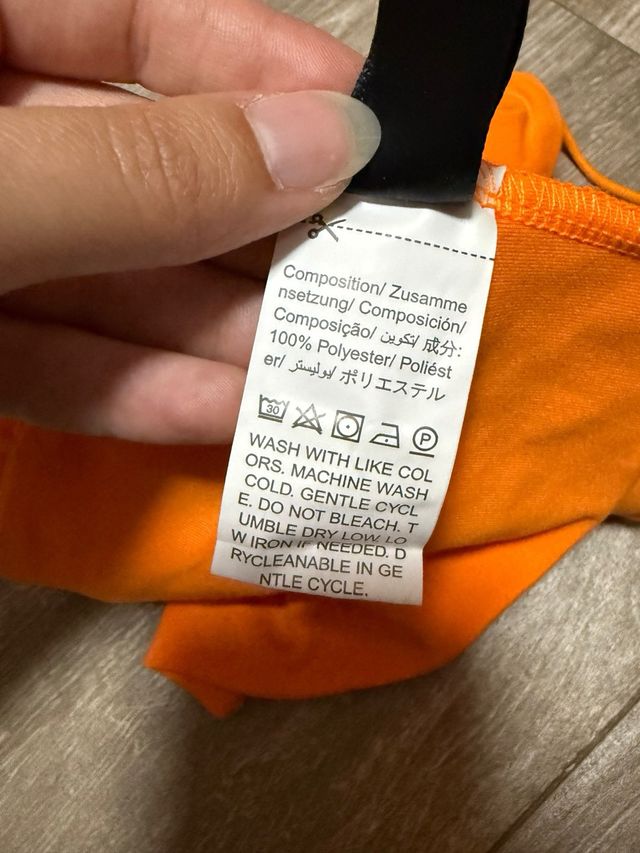 Composition/ Zusamme
nsetzung/ Composición/
Composição/ تكوين/ 成分:
100% Polyester/ Poliést
er/ بوليستر/ ポリエステル
30
P
WASH WITH LIKE COL
ORS. MACHINE WASH
COLD. GENTLE CYCL
E. DO NOT BLEACH. T
UMBLE DRY LOW. LO
W IRON IF NEEDED. D
RYCLEANABLE IN GE
NTLE CYCLE.